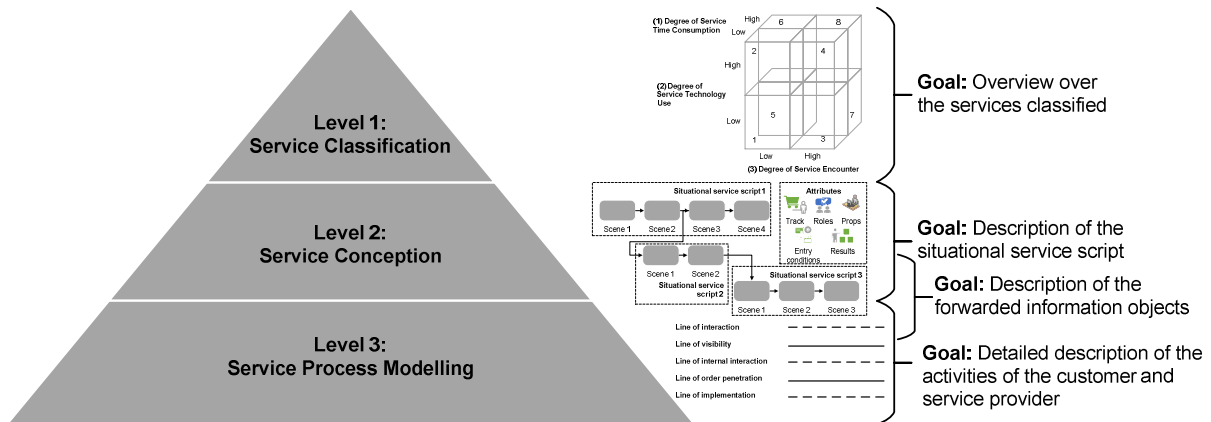 Level 1:
Service Classification
Level 2:
Service Conception
Level 3:
Service Process Modelling
(1) Degree of Service
Time Consumption
High
Low
6
8
2
4
High
(2) Degree of
Service Technology
Use
Low
5
7
1
3
Low
High
(3) Degree of Service Encounter
Situational service script 1
Scene 1
Scene 2
Scene 3
Scene 4
Attributes
Track
Roles
Props
Entry
conditions
Results
Scene 1
Scene 2
Situational service
script 2
Situational service script 3
Scene 1
Scene 2
Scene 3
Line of interaction
Line of visibility
Line of internal interaction
Line of order penetration
Line of implementation
Goal: Overview over
the services classified
Goal: Description of the
situational service script
Goal: Description of the
forwarded information objects
Goal: Detailed description of the
activities of the customer and
service provider